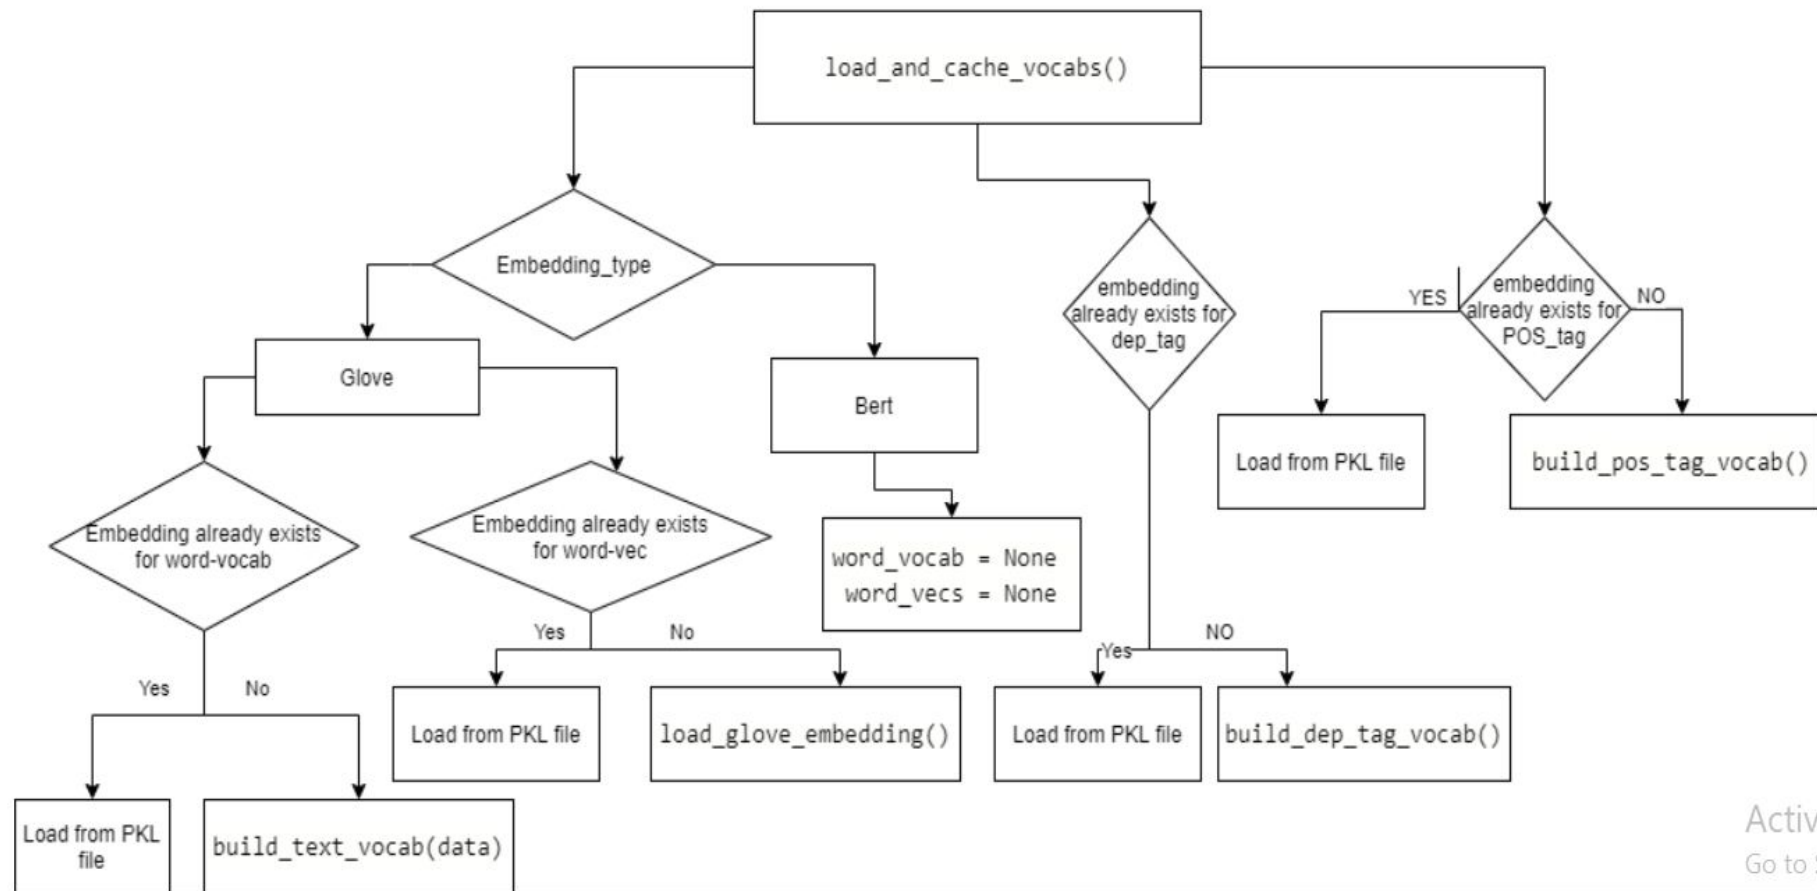 load_and_cache_vocabs()
Embedding_type
embedding
already exists for
dep_tag
YES
embedding
already exists for
POS_tag
NO
Glove
Bert
Load from PKL file
build_pos_tag_vocab()
Embedding already exists
for word-vocab
Embedding already exists
for word-vec
word_vocab = None
word_vecs = None
Yes
No
Yes
NO
Yes
No
Load from PKL file
load_glove_embedding()
Load from PKL file
build_dep_tag_vocab()
Load from PKL
file
build_text_vocab(data)
Activ
Go to